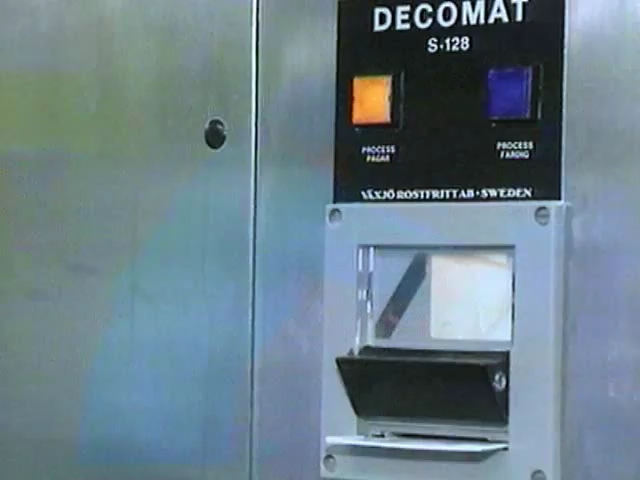 DECOMAT
S·128
PROCESS
PÅGÅR
PROCESS
FÄRDIG
VÄXJÖ ROSTFRITT AB · SWEDEN